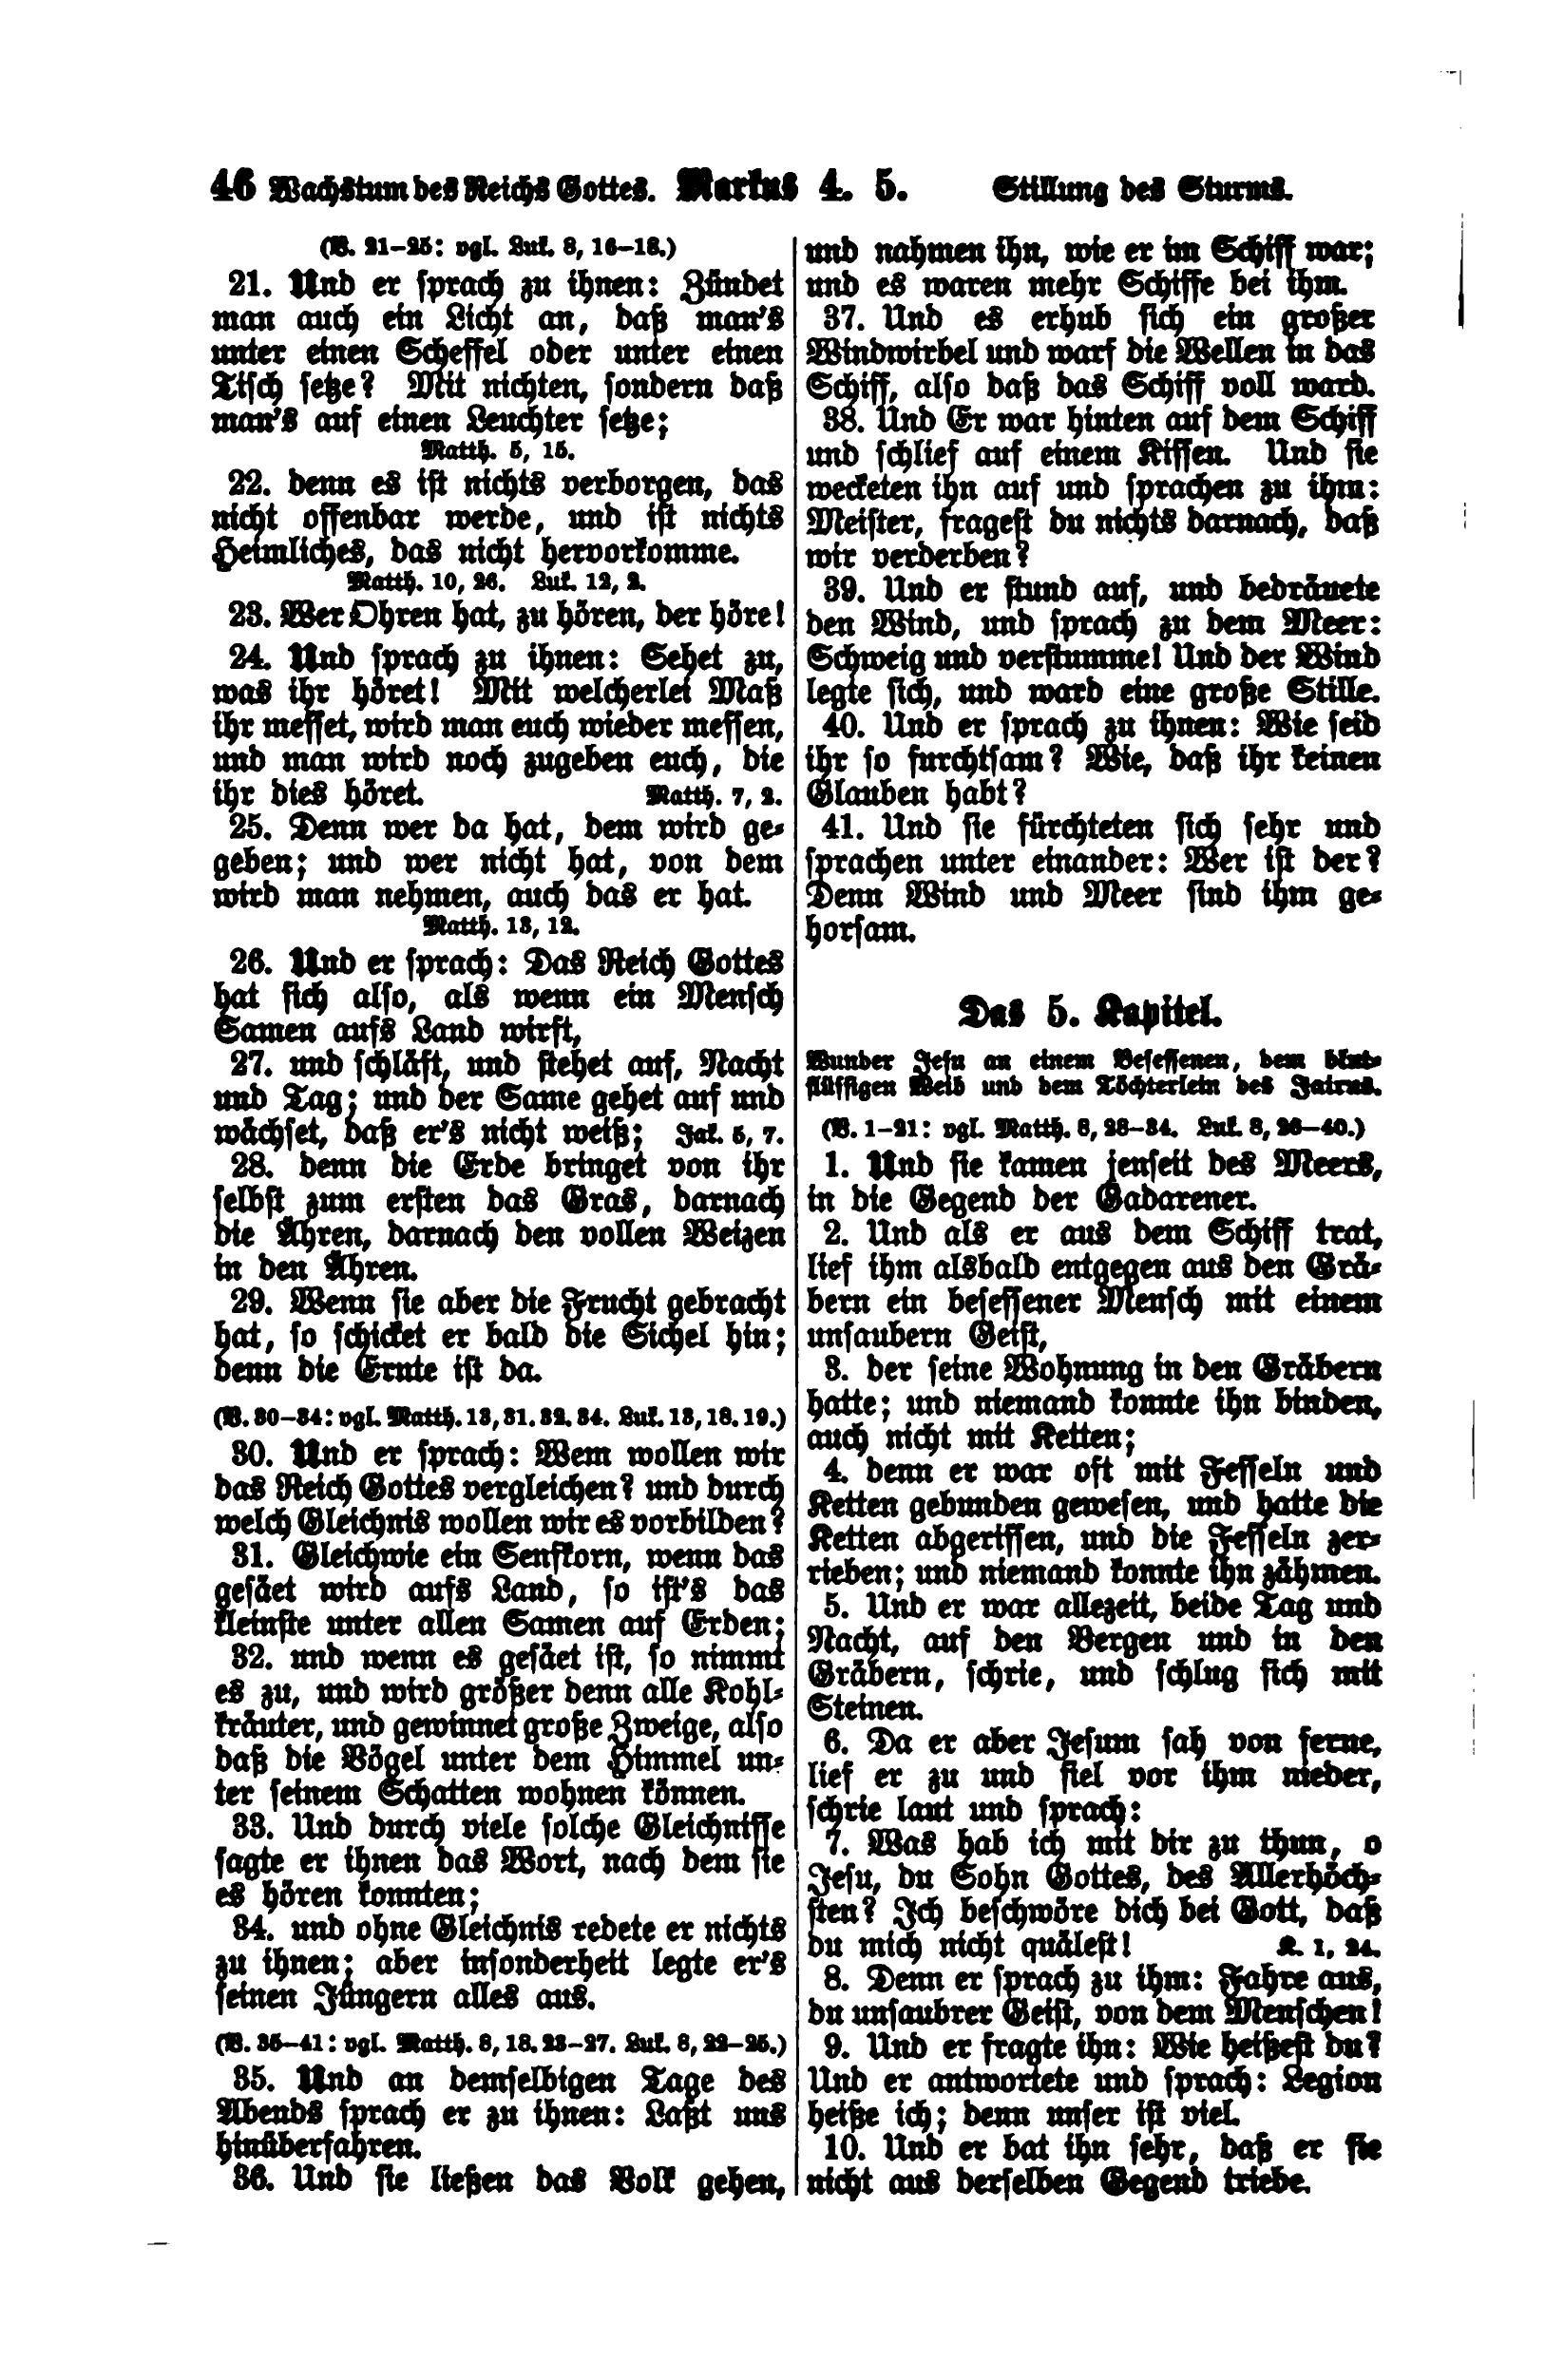 46 Wachstum des Reichs Gottes. Markus 4. 5. Stillung des Sturms.
(V. 21–25: vgl. Luk. 8, 16–18.)
21. Und er sprach zu ihnen: Zündet
man auch ein Licht an, daß man's
unter einen Scheffel oder unter einen
Tisch setze? Mit nichten, sondern daß
man's auf einen Leuchter setze;
Matth. 5, 15.
22. denn es ist nichts verborgen, das
nicht offenbar werde, und ist nichts
Heimliches, das nicht hervorkomme.
Matth. 10, 26. Luk. 12, 2.
23. Wer Ohren hat, zu hören, der höre!
24. Und sprach zu ihnen: Sehet zu,
was ihr höret! Mit welcherlei Maß
ihr messet, wird man euch wieder messen,
und man wird noch zugeben euch, die
ihr dies höret. Matth. 7, 2.
25. Denn wer da hat, dem wird ge-
geben; und wer nicht hat, von dem
wird man nehmen, auch das er hat.
Matth. 13, 12.
26. Und er sprach: Das Reich Gottes
hat sich also, als wenn ein Mensch
Samen aufs Land wirft,
27. und schläft, und stehet auf, Nacht
und Tag; und der Same gehet auf und
wächset, daß er's nicht weiß; Jak. 5, 7.
28. denn die Erde bringet von ihr
selbst zum ersten das Gras, darnach
die Ähren, darnach den vollen Weizen
in den Ähren.
29. Wenn sie aber die Frucht gebracht
hat, so schicket er bald die Sichel hin;
denn die Ernte ist da.
(V. 30–34: vgl. Matth. 13, 31. 32. 34. Luk. 13, 18. 19.)
30. Und er sprach: Wem wollen wir
das Reich Gottes vergleichen? und durch
welch Gleichnis wollen wir es vorbilden?
31. Gleichwie ein Senfkorn, wenn das
gesäet wird aufs Land, so ist's das
kleinste unter allen Samen auf Erden;
32. und wenn es gesäet ist, so nimmt
es zu, und wird größer denn alle Kohl-
kräuter, und gewinnet große Zweige, also
daß die Vögel unter dem Himmel un-
ter seinem Schatten wohnen können.
33. Und durch viele solche Gleichnisse
sagte er ihnen das Wort, nach dem sie
es hören konnten;
34. und ohne Gleichnis redete er nichts
zu ihnen; aber insonderheit legte er's
seinen Jüngern alles aus.
(V. 35–41: vgl. Matth. 8, 18. 23–27. Luk. 8, 22–25.)
35. Und an demselbigen Tage des
Abends sprach er zu ihnen: Laßt uns
hinüberfahren.
36. Und sie ließen das Volk gehen,
und nahmen ihn, wie er im Schiff war;
und es waren mehr Schiffe bei ihm.
37. Und es erhub sich ein großer
Windwirbel und warf die Wellen in das
Schiff, also daß das Schiff voll ward.
38. Und Er war hinten auf dem Schiff
und schlief auf einem Kissen. Und sie
wecketen ihn auf und sprachen zu ihm:
Meister, fragest du nichts darnach, daß
wir verderben?
39. Und er stund auf, und bedräuete
den Wind, und sprach zu dem Meer:
Schweig und verstumme! Und der Wind
legte sich, und ward eine große Stille.
40. Und er sprach zu ihnen: Wie seid
ihr so furchtsam? Wie, daß ihr keinen
Glauben habt?
41. Und sie fürchteten sich sehr und
sprachen unter einander: Wer ist der?
Denn Wind und Meer sind ihm ge-
horsam.
Das 5. Kapitel.
Wunder Jesu an einem Besessenen, dem blut-
flüssigen Weib und dem Töchterlein des Jairus.
(V. 1–21: vgl. Matth. 8, 28–34. Luk. 8, 26–40.)
1. Und sie kamen jenseit des Meers,
in die Gegend der Gadarener.
2. Und als er aus dem Schiff trat,
lief ihm alsbald entgegen aus den Grä-
bern ein besessener Mensch mit einem
unsaubern Geist,
3. der seine Wohnung in den Gräbern
hatte; und niemand konnte ihn binden,
auch nicht mit Ketten;
4. denn er war oft mit Fesseln und
Ketten gebunden gewesen, und hatte die
Ketten abgerissen, und die Fesseln zer-
rieben; und niemand konnte ihn zähmen.
5. Und er war allezeit, beide Tag und
Nacht, auf den Bergen und in den
Gräbern, schrie, und schlug sich mit
Steinen.
6. Da er aber Jesum sah von ferne,
lief er zu und fiel vor ihm nieder,
schrie laut und sprach:
7. Was hab ich mit dir zu thun, o
Jesu, du Sohn Gottes, des Allerhöch-
sten? Ich beschwöre dich bei Gott, daß
du mich nicht quälest! K. 1, 24.
8. Denn er sprach zu ihm: Fahre aus,
du unsaubrer Geist, von dem Menschen!
9. Und er fragte ihn: Wie heißest du?
Und er antwortete und sprach: Legion
heiße ich; denn unser ist viel.
10. Und er bat ihn sehr, daß er sie
nicht aus derselben Gegend triebe.